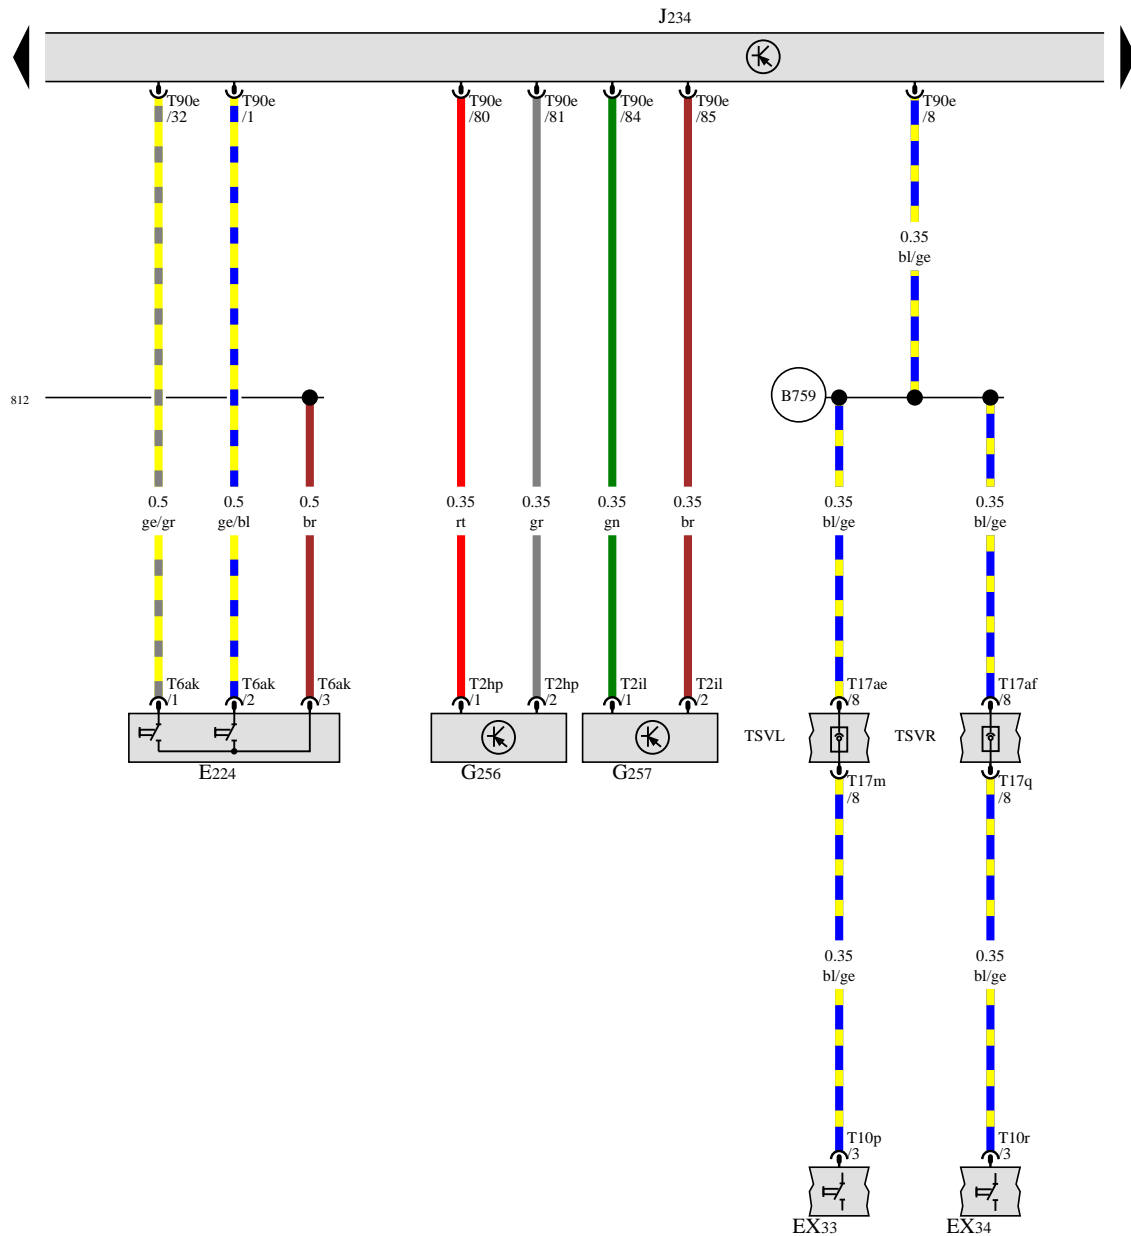 J234
T90e T90e T90e T90e T90e T90e T90e
/32 /1 /80 /81 /84 /85 /8
0.35
bl/ge
812
B759
0.5 0.5 0.5 0.35 0.35 0.35 0.35 0.35 0.35
ge/gr ge/bl br rt gr gn br bl/ge bl/ge
T6ak T6ak T6ak T2hp T2hp T2il T2il T17ae T17af
/1 /2 /3 /1 /2 /1 /2 /8 /8
TSVL TSVR
E224 G256 G257
T17m T17q
/8 /8
0.35 0.35
bl/ge bl/ge
T10p T10r
/3 /3
EX33 EX34